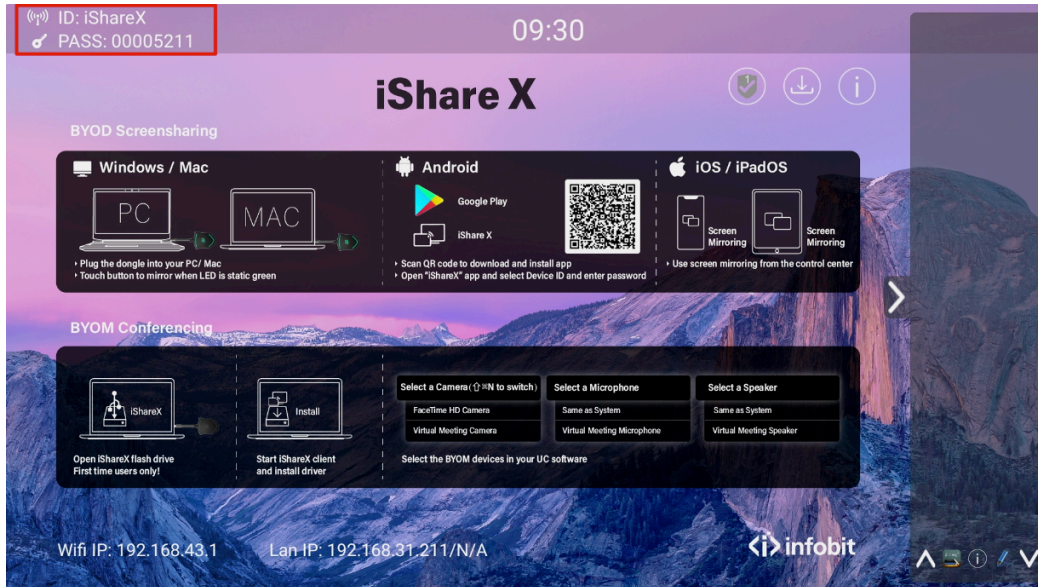 ID: iShareX
PASS: 00005211
09:30
iShare X
1
i
BYOD Screensharing
Windows / Mac
PC
MAC
‣ Plug the dongle into your PC/ Mac
‣ Touch button to mirror when LED is static green
Android
Google Play
iShare X
‣ Scan QR code to download and install app
‣ Open "iShareX" app and select Device ID and enter password
iOS / iPadOS
Screen
Mirroring
Screen
Mirroring
‣ Use screen mirroring from the control center
BYOM Conferencing
iShareX
Open iShareX flash drive
First time users only!
Install
Start iShareX client
and install driver
Select a Camera(⇧⌘N to switch)
FaceTime HD Camera
Virtual Meeting Camera
Select a Microphone
Same as System
Virtual Meeting Microphone
Select a Speaker
Same as System
Virtual Meeting Speaker
Select the BYOM devices in your UC software
Wifi IP: 192.168.43.1
Lan IP: 192.168.31.211/N/A
<i> infobit
i